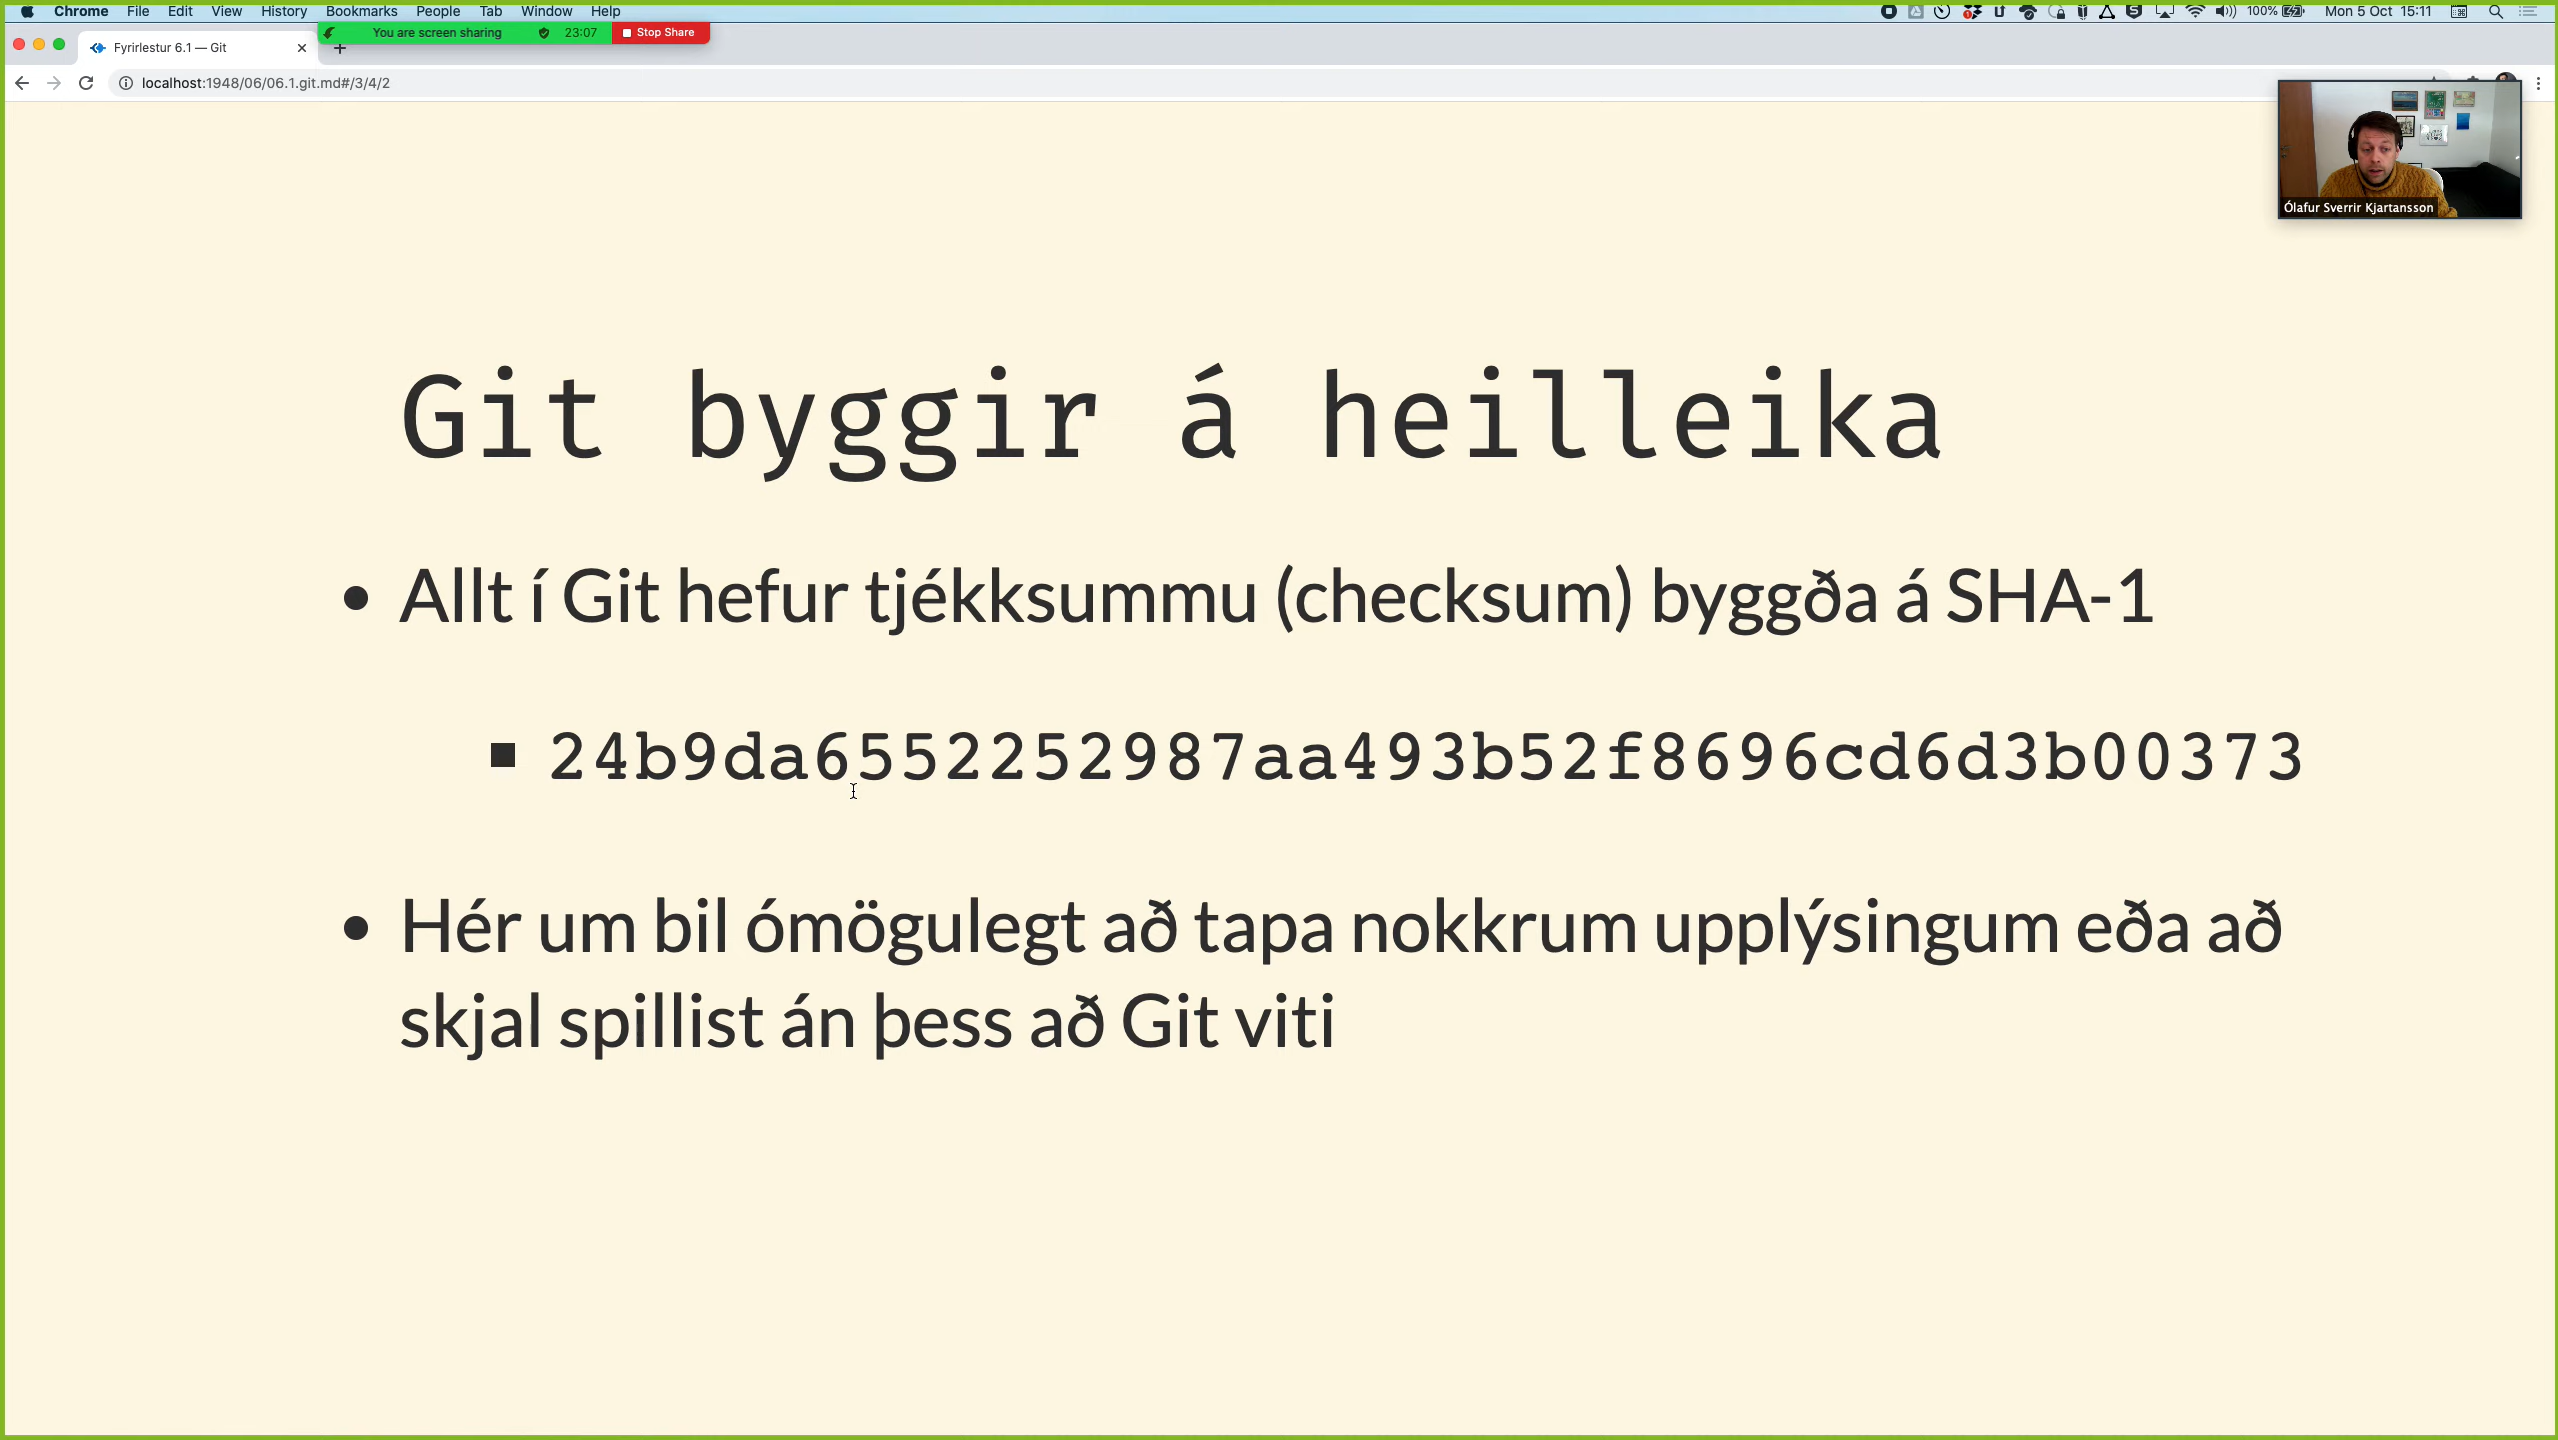 Chrome File Edit View History Bookmarks People Tab Window Help
100% Mon 5 Oct 15:11
You are screen sharing 23:07 Stop Share
Fyrirlestur 6.1 — Git
localhost:1948/06/06.1.git.md#/3/4/2
Ólafur Sverrir Kjartansson
Git byggir á heilleika
Allt í Git hefur tjékksummu (checksum) byggða á SHA-1
24b9da6552252987aa493b52f8696cd6d3b00373
Hér um bil ómögulegt að tapa nokkrum upplýsingum eða að
skjal spillist án þess að Git viti